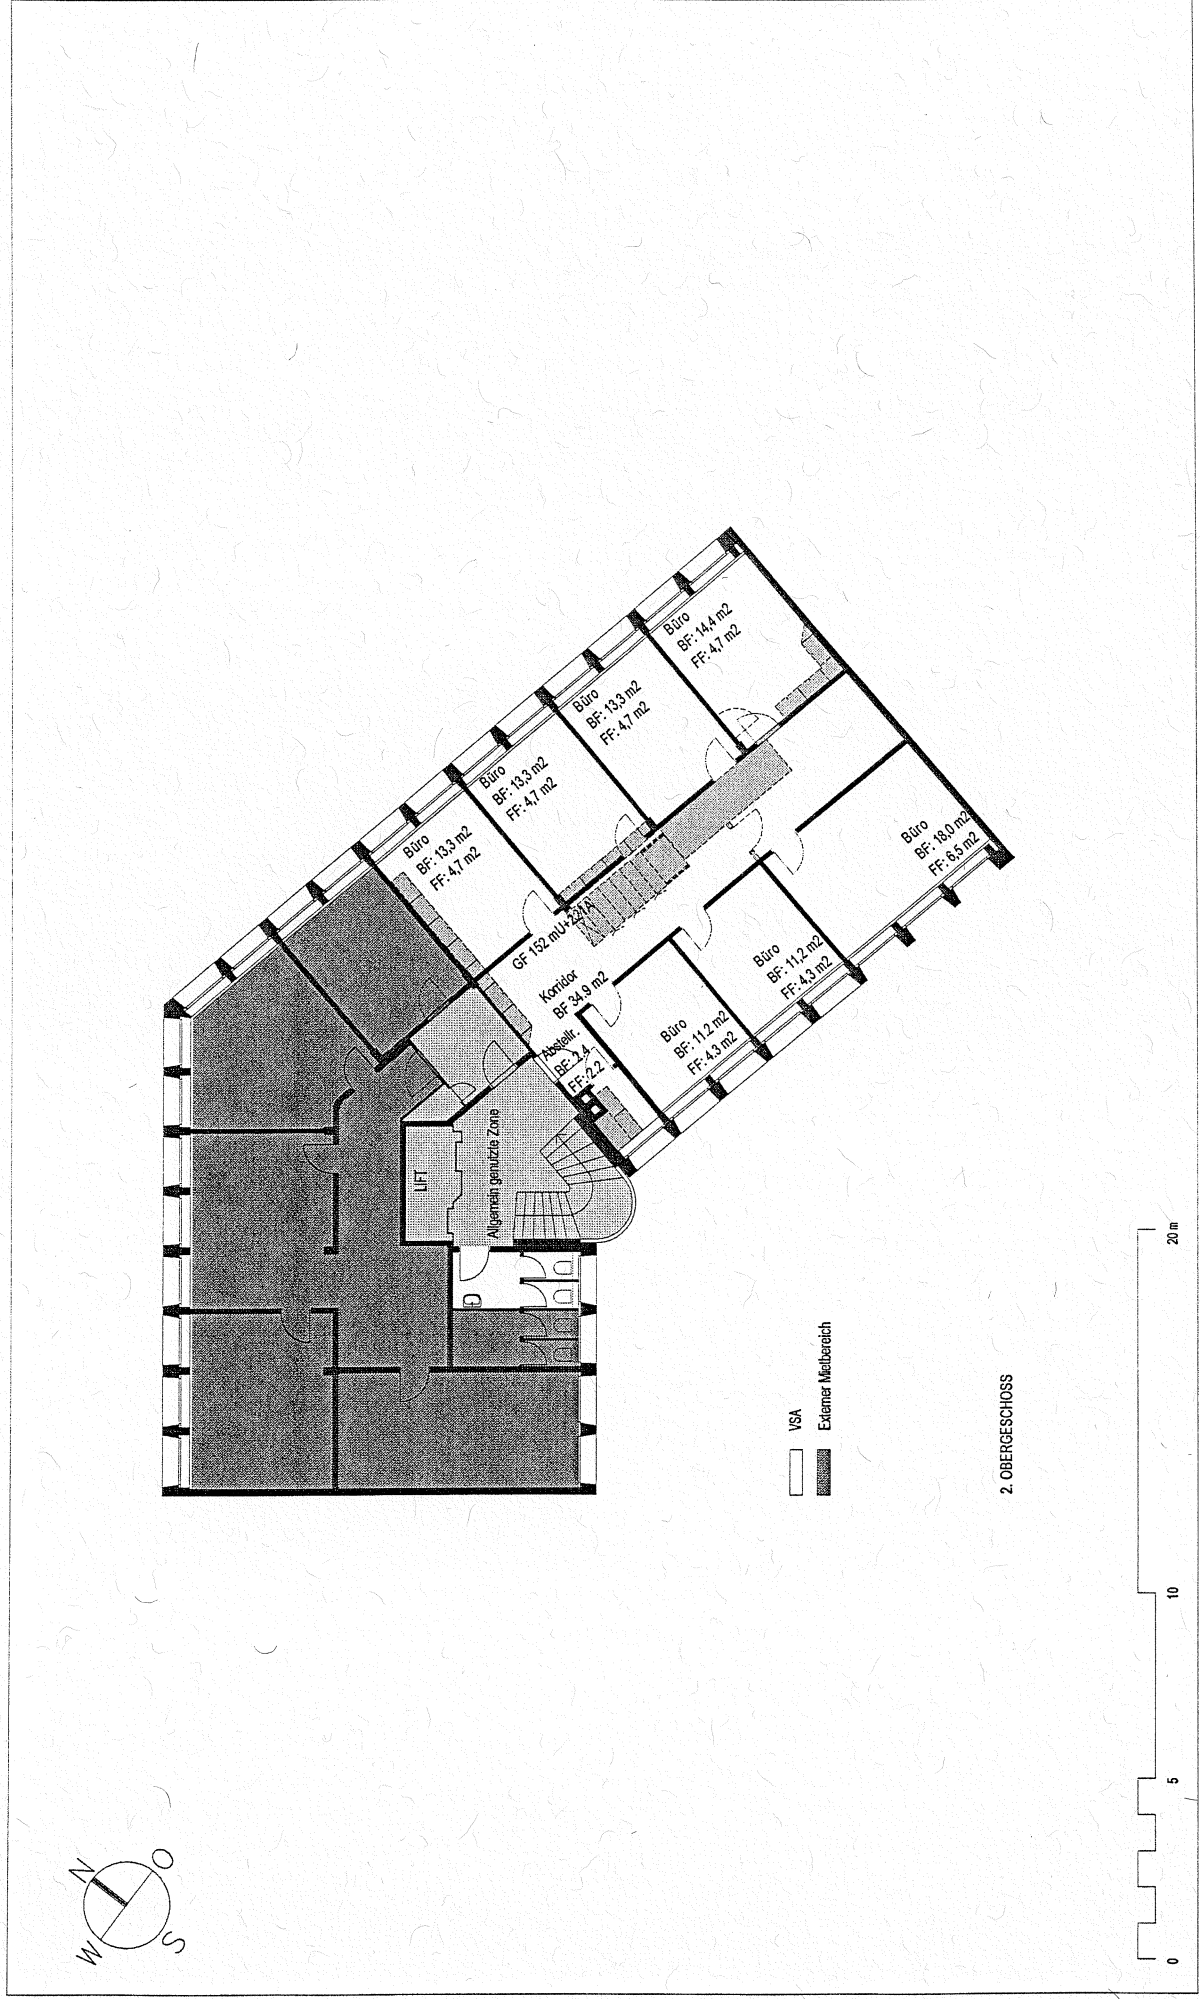 N
O
S
W
Büro
BF: 14,4 m2
FF: 4,7 m2
Büro
BF: 13,3 m2
FF: 4,7 m2
Büro
BF: 13,3 m2
FF: 4,7 m2
Büro
BF: 13,3 m2
FF: 4,7 m2
GF 152 m
Korridor
BF 34.9 m2
Abstellr.
BF: 2.4
FF: 2.2
Büro
BF: 11.2 m2
FF: 4.3 m2
Büro
BF: 11,2 m2
FF: 4,3 m2
Büro
BF: 18,0 m2
FF: 6,5 m2
LIFT
Allgemein genutzte Zone
VSA
Externer Mietbereich
2. OBERGESCHOSS
0
5
10
20 m